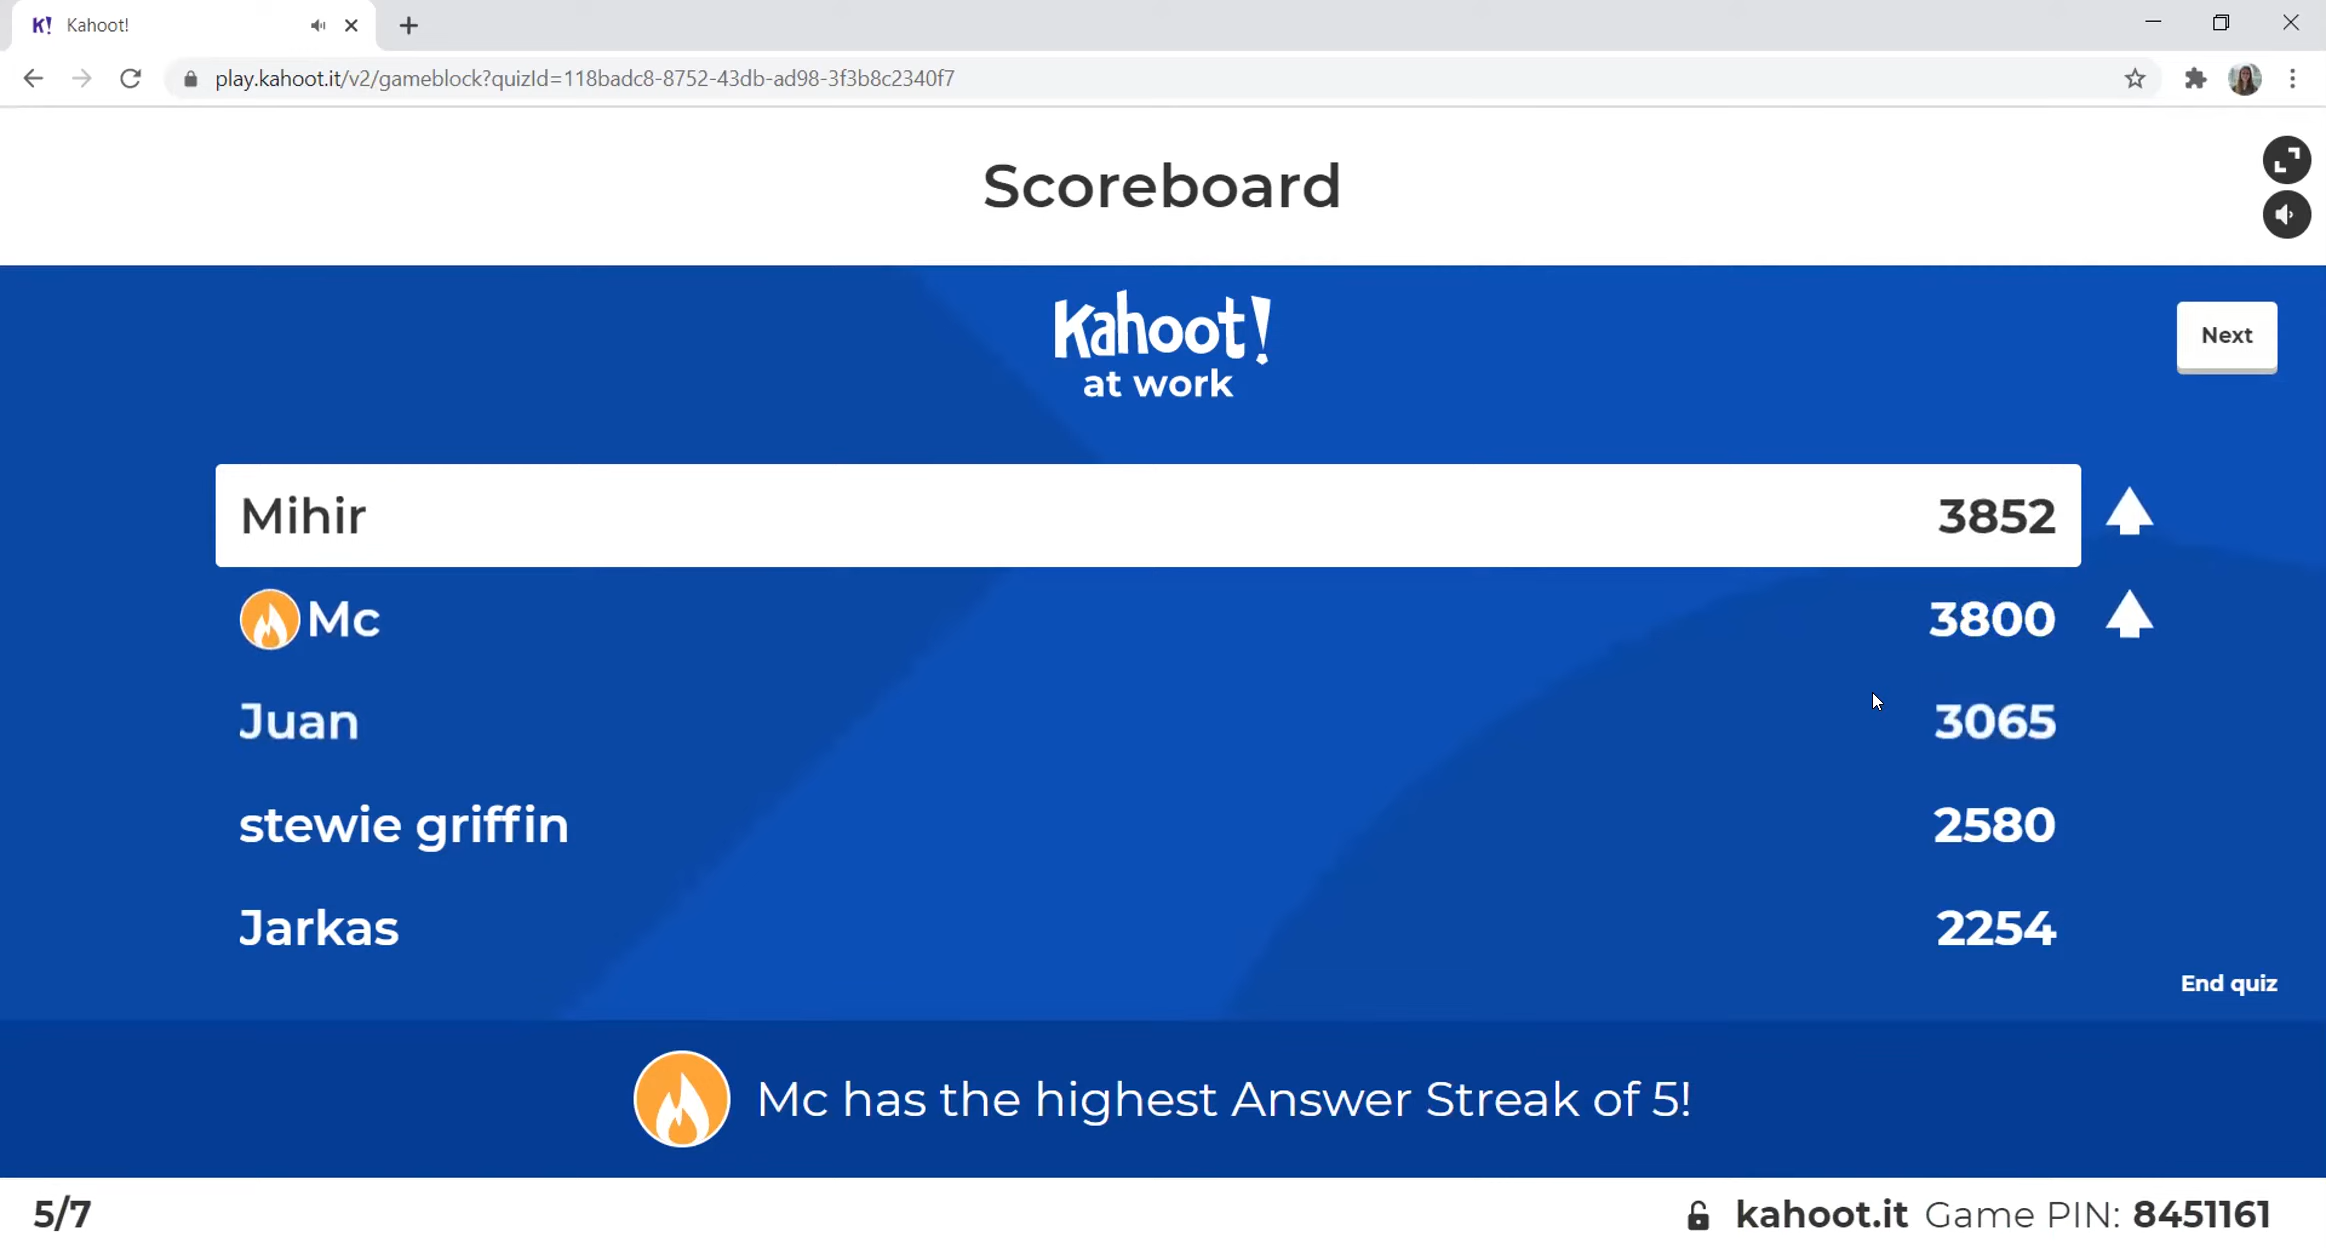 K! Kahoot!
play.kahoot.it/v2/gameblock?quizId=118badc8-8752-43db-ad98-3f3b8c2340f7
Scoreboard
Kahoot!
at work
Next
Mihir 3852
Mc 3800
Juan 3065
stewie griffin 2580
Jarkas 2254
End quiz
Mc has the highest Answer Streak of 5!
5/7 kahoot.it Game PIN: 8451161